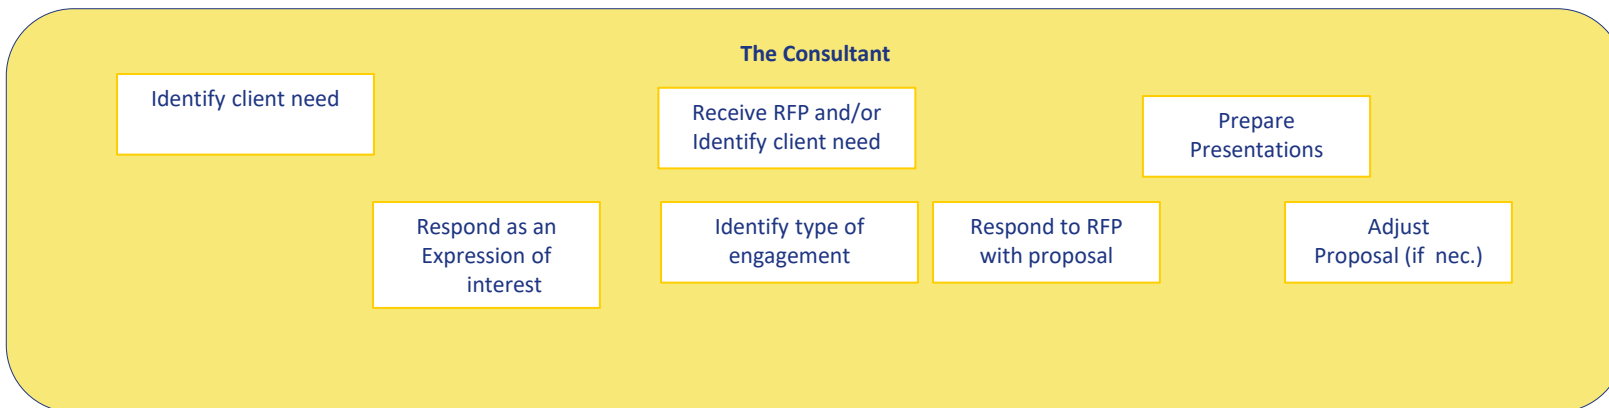 The Consultant
Identify client need
Receive RFP and/or
Identify client need
Prepare
Presentations
Respond as an
Expression of
interest
Identify type of
engagement
Respond to RFP
with proposal
Adjust
Proposal (if nec.)